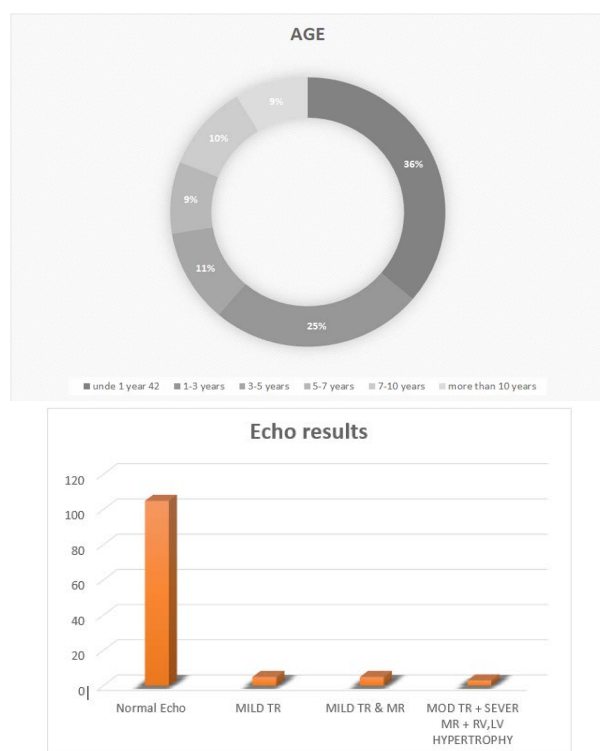 AGE
9%
36%
10%
9%
11%
25%
unde 1 year 42 1-3 years 3-5 years 5-7 years 7-10 years more than 10 years
Echo results
120
100
80
60
40
20
0
Normal Echo MILD TR MILD TR & MR MOD TR + SEVER
MR + RV,LV
HYPERTROPHY